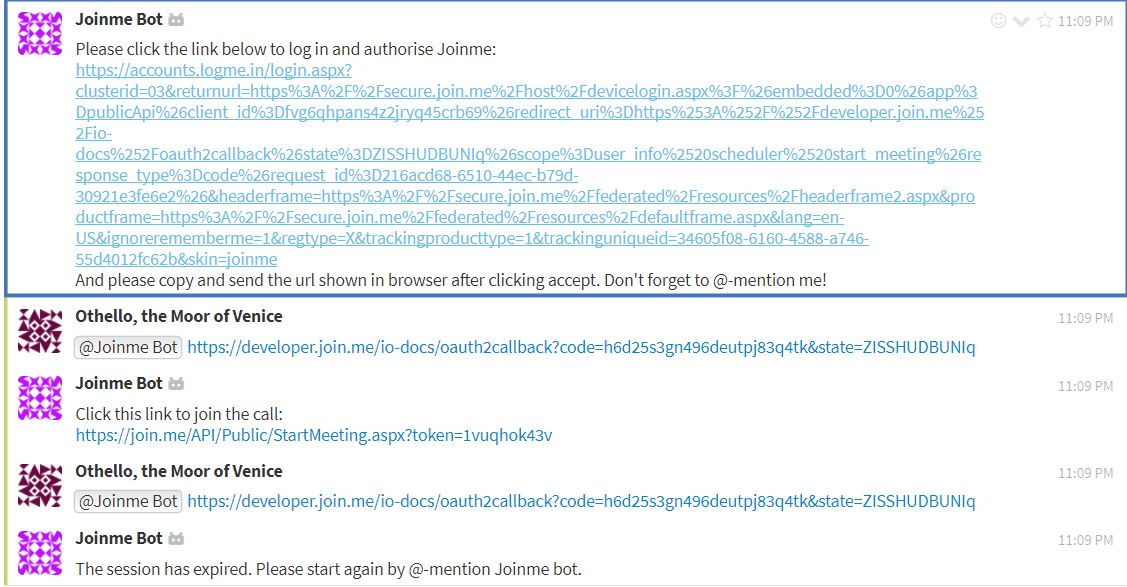 Joinme Bot 11:09 PM
Please click the link below to log in and authorise Joinme:
https://accounts.logme.in/login.aspx?
clusterid=03&returnurl=https%3A%2F%2Fsecure.join.me%2Fhost%2Fdevicelogin.aspx%3F%26embedded%3D0%26app%3
DpublicApi%26client_id%3Dfvg6qhpans4z2jryq45crb69%26redirect_uri%3Dhttps%253A%252F%252Fdeveloper.join.me%25
2Fio-
docs%252Foauth2callback%26state%3DZISSHUDBUNIq%26scope%3Duser_info%2520scheduler%2520start_meeting%26re
sponse_type%3Dcode%26request_id%3D216acd68-6510-44ec-b79d-
30921e3fe6e2%26&headerframe=https%3A%2F%2Fsecure.join.me%2Ffederated%2Fresources%2Fheaderframe2.aspx&pro
ductframe=https%3A%2F%2Fsecure.join.me%2Ffederated%2Fresources%2Fdefaultframe.aspx&lang=en-
US&ignorerememberme=1&regtype=X&trackingproducttype=1&trackinguniqueid=34605f08-6160-4588-a746-
55d4012fc62b&skin=joinme
And please copy and send the url shown in browser after clicking accept. Don't forget to @-mention me!
Othello, the Moor of Venice 11:09 PM
@Joinme Bot https://developer.join.me/io-docs/oauth2callback?code=h6d25s3gn496deutpj83q4tk&state=ZISSHUDBUNIq
Joinme Bot 11:09 PM
Click this link to join the call:
https://join.me/API/Public/StartMeeting.aspx?token=1vuqhok43v
Othello, the Moor of Venice 11:09 PM
@Joinme Bot https://developer.join.me/io-docs/oauth2callback?code=h6d25s3gn496deutpj83q4tk&state=ZISSHUDBUNIq
Joinme Bot 11:09 PM
The session has expired. Please start again by @-mention Joinme bot.